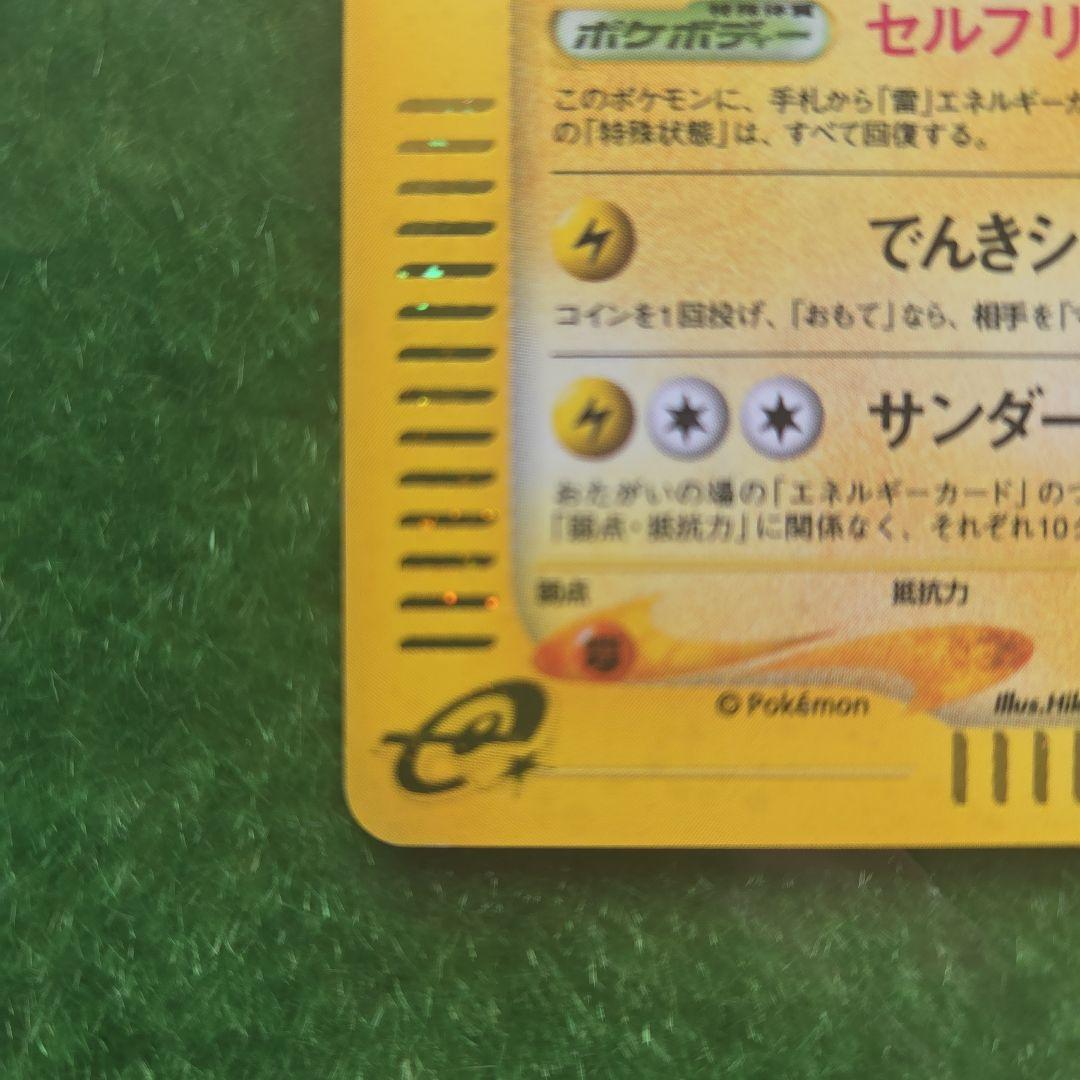 特殊体質
ポケボディー
セルフリ
このポケモンに、手札から「雷」エネルギーカ
の「特殊状態」は、すべて回復する。
でんきシ
コインを1回投げ、「おもて」なら、相手を「マ
サンダー
おたがいの場の「エネルギーカード」のつ
「弱点・抵抗力」に関係なく、それぞれ10
弱点
抵抗力
© Pokémon
Illus.Hik